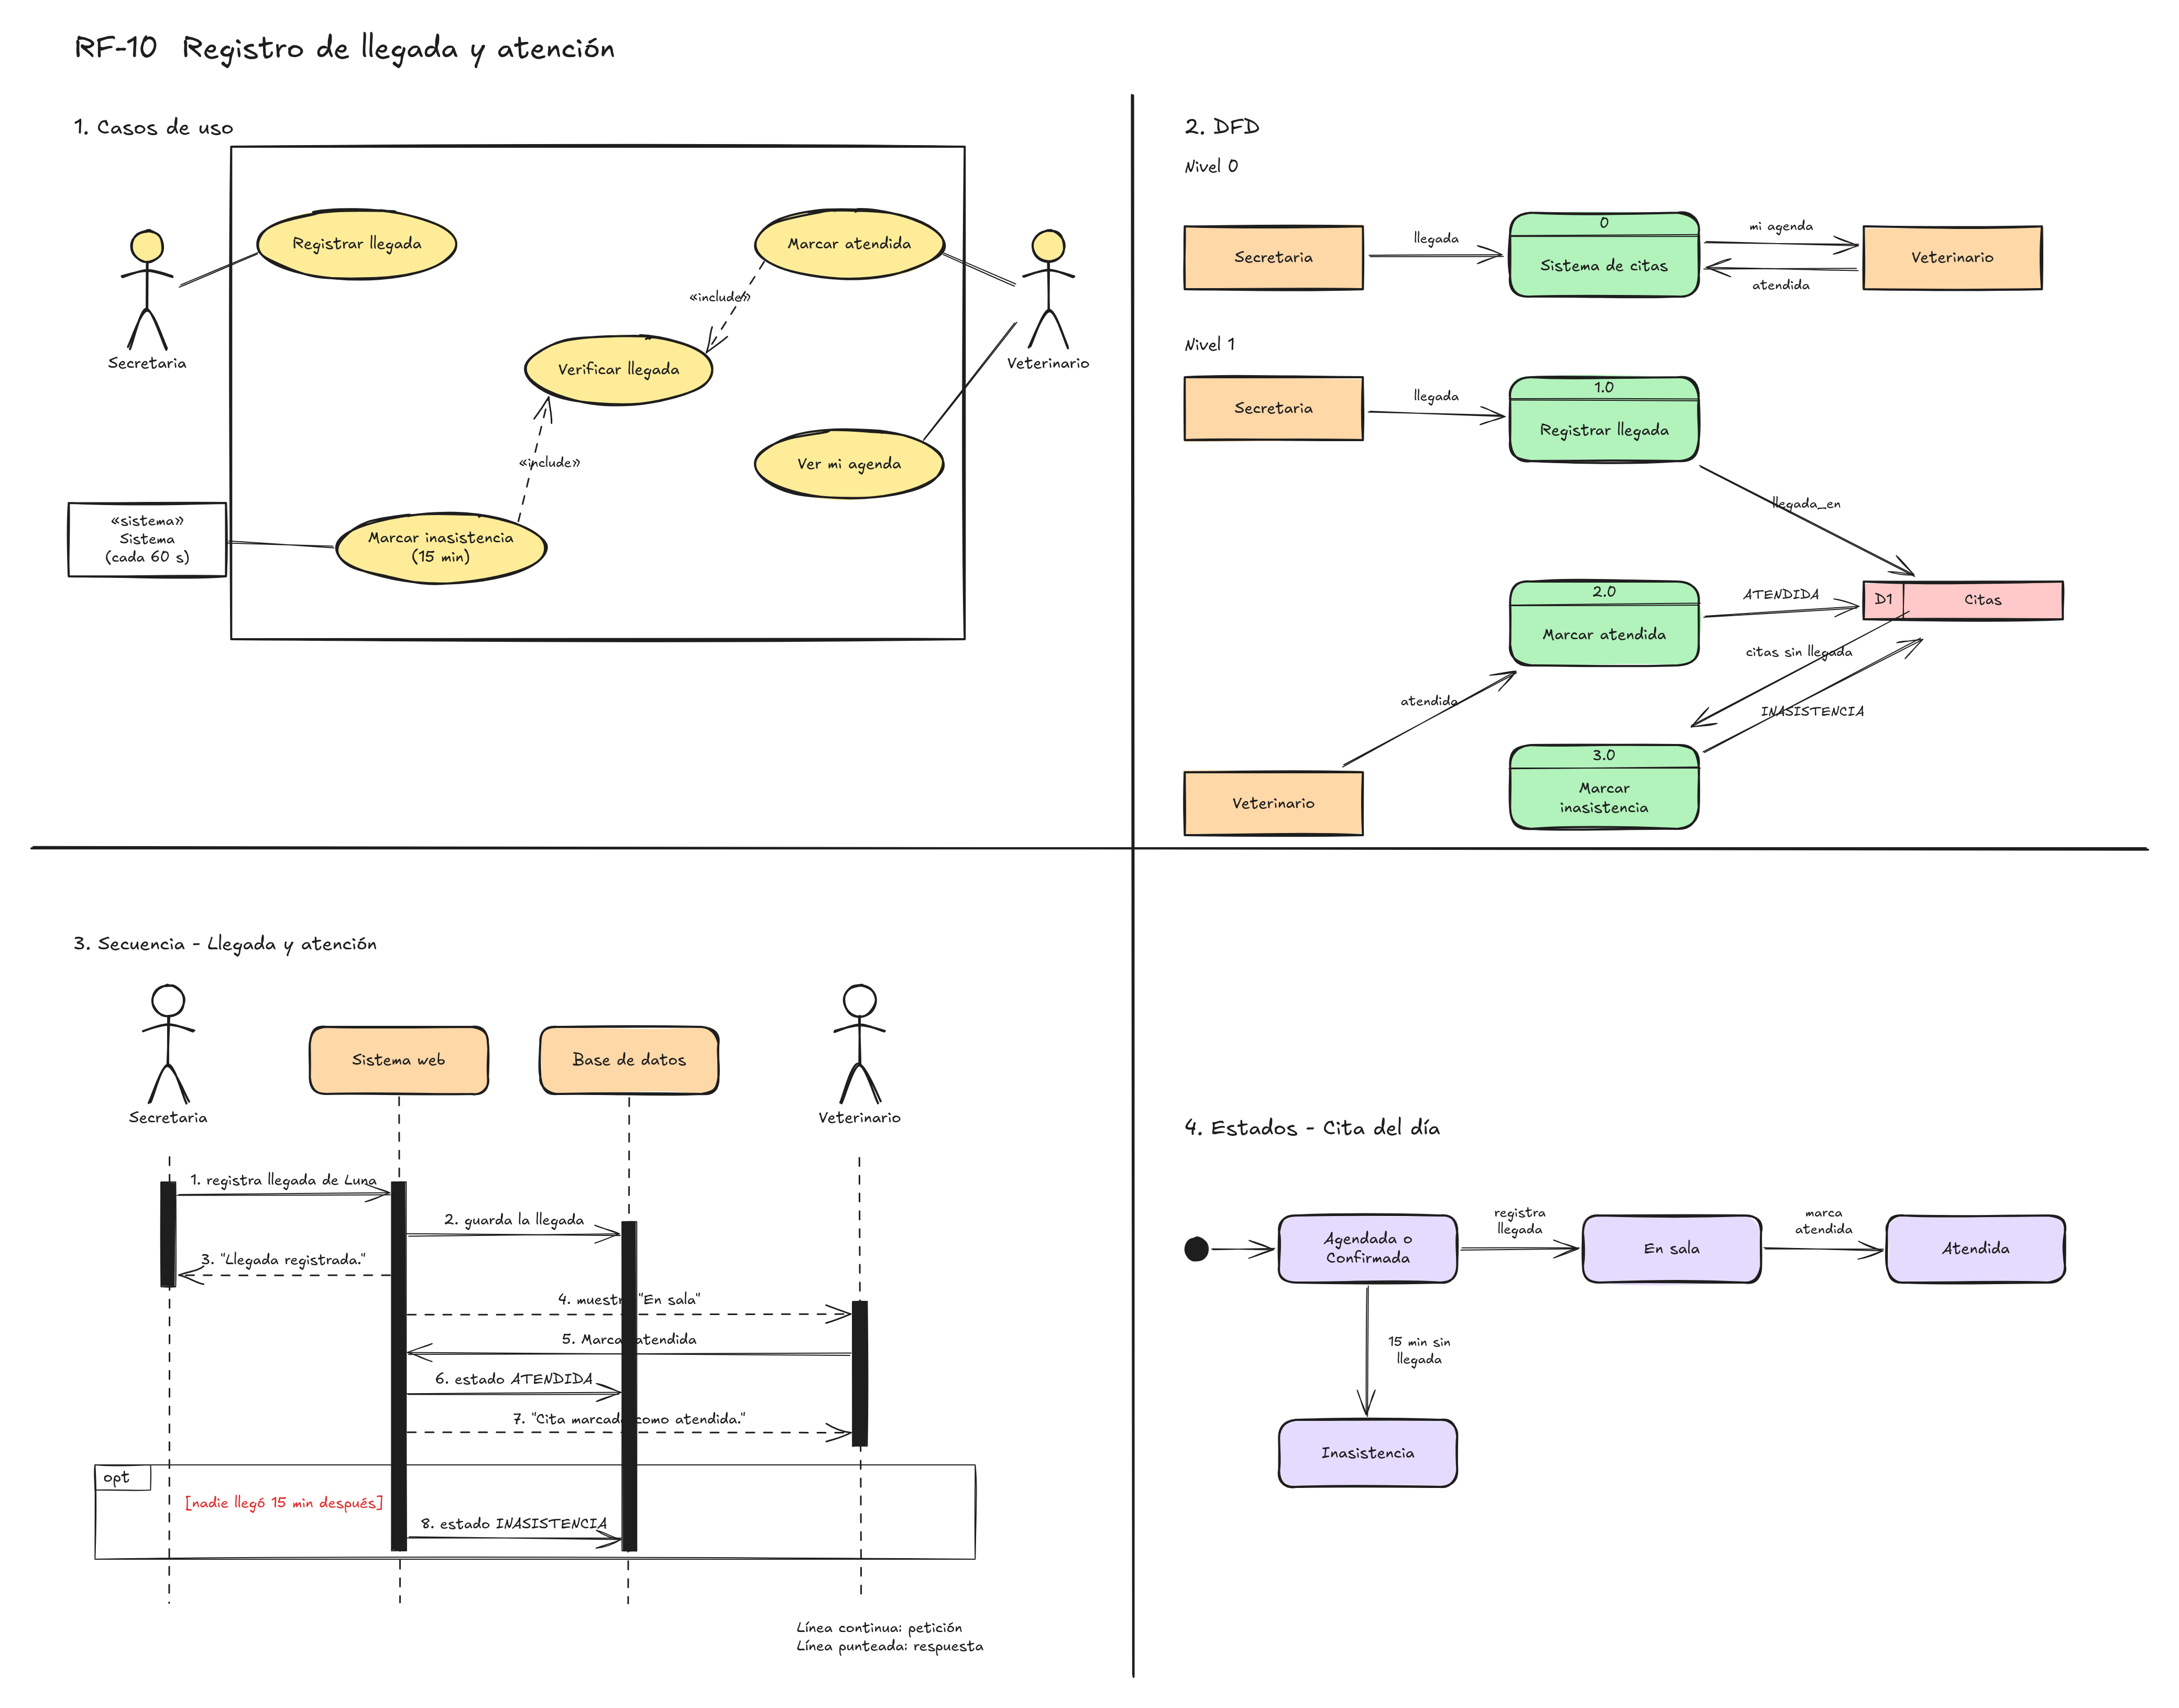 RF-10 Registro de llegada y atención
1. Casos de uso
Registrar llegada
Marcar atendida
«include»
Secretaria
Verificar llegada
Veterinario
«include»
Ver mi agenda
«sistema»
Sistema
(cada 60 s)
Marcar inasistencia
(15 min)
2. DFD
Nivel 0
Secretaria
llegada
0
Sistema de citas
mi agenda
atendida
Veterinario
Nivel 1
Secretaria
llegada
1.0
Registrar llegada
llegada_en
2.0
Marcar atendida
ATENDIDA
D1
Citas
citas sin llegada
atendida
INASISTENCIA
Veterinario
3.0
Marcar
inasistencia
3. Secuencia - Llegada y atención
Sistema web
Base de datos
Secretaria
Veterinario
1. registra llegada de Luna
2. guarda la llegada
3. "Llegada registrada."
4. muestra "En sala"
5. Marcar atendida
6. estado ATENDIDA
7. "Cita marcada como atendida."
opt
[nadie llegó 15 min después]
8. estado INASISTENCIA
Línea continua: petición
Línea punteada: respuesta
4. Estados - Cita del día
Agendada o
Confirmada
registra
llegada
En sala
marca
atendida
Atendida
15 min sin
llegada
Inasistencia